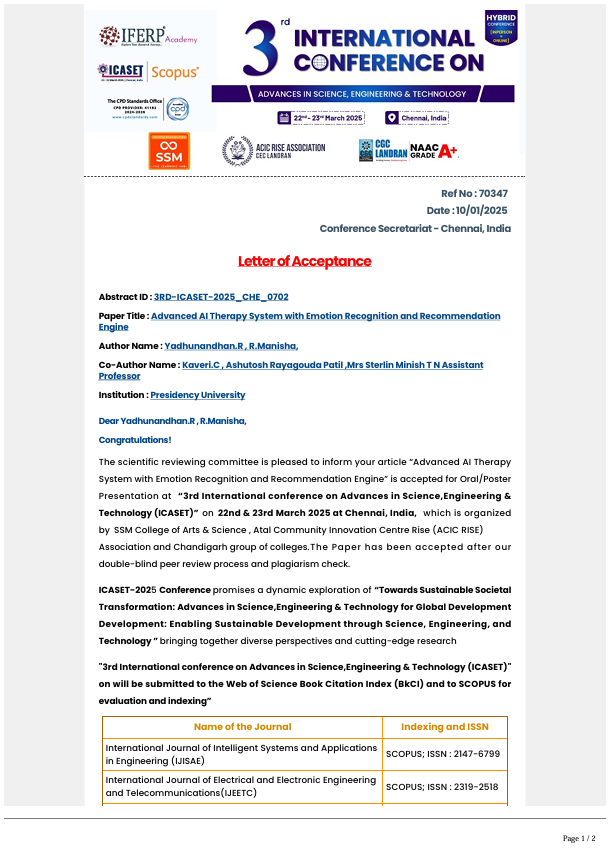 IFERP Academy
Explore Your Research Journey...
3rd INTERNATIONAL
CONFERENCE ON
HYBRID
CONFERENCE
(INPERSON
+
ONLINE)
ICASET Scopus®
The CPD Standards Office
CPD PROVIDER: 41162
2024-2026
www.cpdstandards.com
cpd
ADVANCES IN SCIENCE, ENGINEERING & TECHNOLOGY
22nd - 23rd March 2025
Chennai, India
SSM
ACIC RISE ASSOCIATION
CEC LANDRAN
CGC
LANDRAN
NAAC
GRADE A+
Ref No : 70347
Date : 10/01/2025
Conference Secretariat - Chennai, India
Letter of Acceptance
Abstract ID : 3RD-ICASET-2025_CHE_0702
Paper Title : Advanced AI Therapy System with Emotion Recognition and Recommendation
Engine
Author Name : Yadhunandhan.R , R.Manisha,
Co-Author Name : Kaveri.C , Ashutosh Rayagouda Patil ,Mrs Sterlin Minish T N Assistant
Professor
Institution : Presidency University
Dear Yadhunandhan.R , R.Manisha,
Congratulations!
The scientific reviewing committee is pleased to inform your article “Advanced AI Therapy
System with Emotion Recognition and Recommendation Engine” is accepted for Oral/Poster
Presentation at “3rd International conference on Advances in Science,Engineering &
Technology (ICASET)” on 22nd & 23rd March 2025 at Chennai, India, which is organized
by SSM College of Arts & Science , Atal Community Innovation Centre Rise (ACIC RISE)
Association and Chandigarh group of colleges.The Paper has been accepted after our
double-blind peer review process and plagiarism check.
ICASET-2025 Conference promises a dynamic exploration of “Towards Sustainable Societal
Transformation: Advances in Science,Engineering & Technology for Global Development
Development: Enabling Sustainable Development through Science, Engineering, and
Technology ” bringing together diverse perspectives and cutting-edge research
"3rd International conference on Advances in Science,Engineering & Technology (ICASET)"
on will be submitted to the Web of Science Book Citation Index (BkCI) and to SCOPUS for
evaluation and indexing”
Name of the Journal Indexing and ISSN
International Journal of Intelligent Systems and Applications
in Engineering (IJISAE)
SCOPUS; ISSN : 2147-6799
International Journal of Electrical and Electronic Engineering
and Telecommunications(IJEETC)
SCOPUS; ISSN : 2319-2518
Page 1 / 2